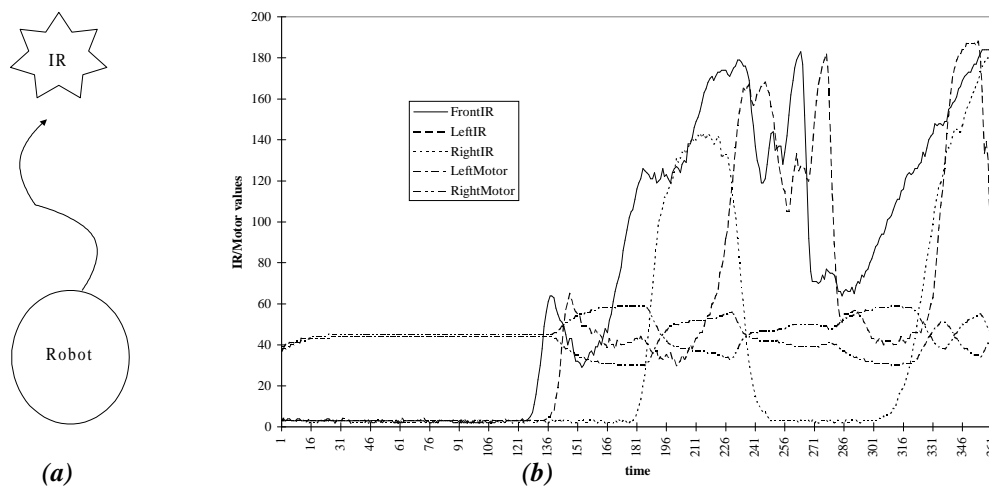 IR
Robot
(a)
IR/Motor values
200
180
160
140
120
100
80
60
40
20
0
FrontIR
LeftIR
RightIR
LeftMotor
RightMotor
1 16 31 46 61 76 91 106 121 136 151 166 181 196 211 226 241 256 271 286 301 316 331 346 361
time
(b)